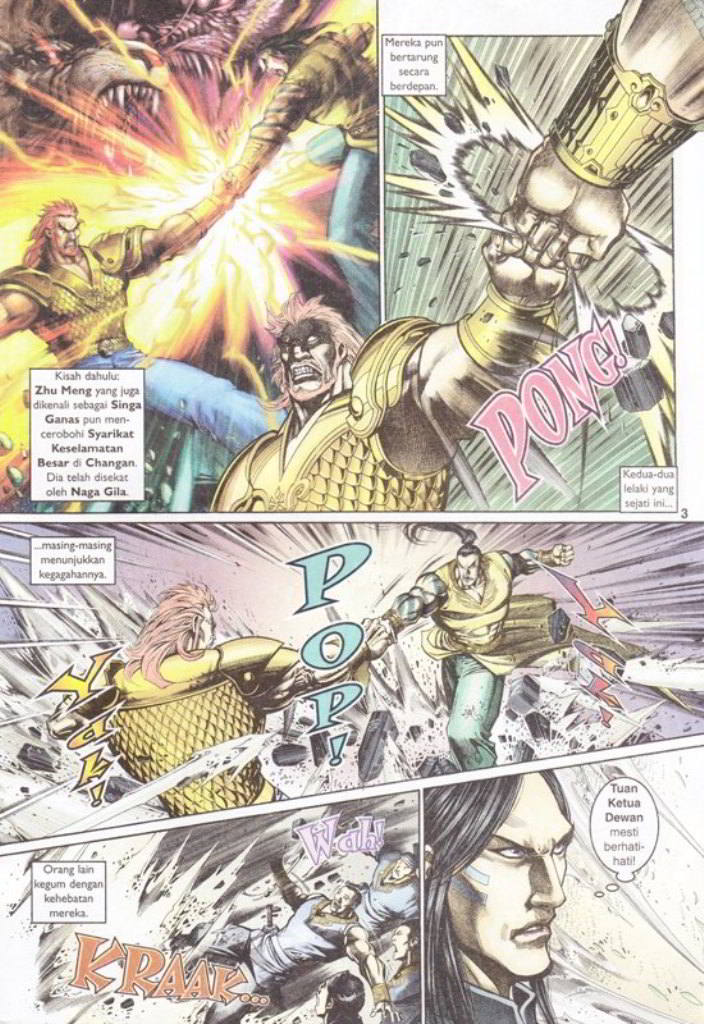 Kisah dahulu:
Zhu Meng yang juga
dikenali sebagai Singa
Ganas pun men-
cerobohi Syarikat
Keselamatan
Besar di Changan.
Dia telah disekat
oleh Naga Gila.
Mereka pun
bertarung
secara
berdepan.
PONG!
Kedua-dua
lelaki yang
sejati ini...
3
...masing-masing
menunjukkan
kegagahannya.
Yak!
POP!
Yak!
Orang lain
kegum dengan
kehebatan
mereka.
Wah!
KRAAK...
Tuan
Ketua
Dewan
mesti
berhati-
hati!